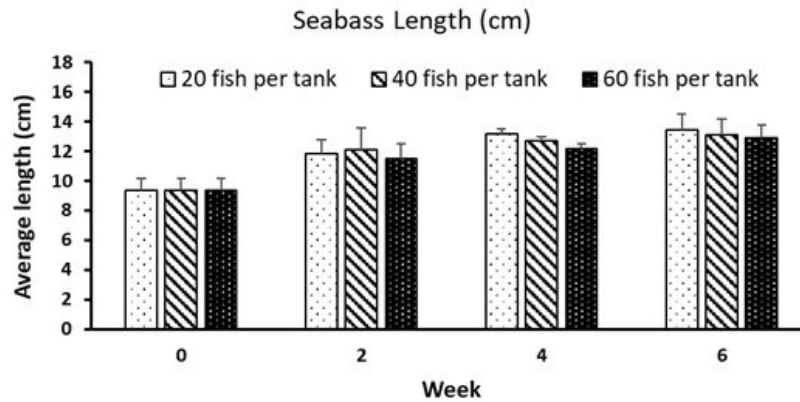 Seabass Length (cm)
20 fish per tank 40 fish per tank 60 fish per tank
Average length (cm)
18
16
14
12
10
8
6
4
2
0
0 2 4 6
Week